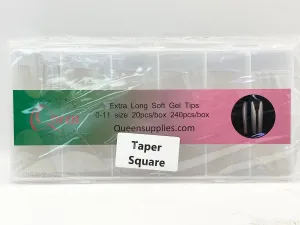 Extra Long Soft Gel Tips
0-11 size 20pcs/box 240pcs/box
Queensupplies.com
Taper
Square